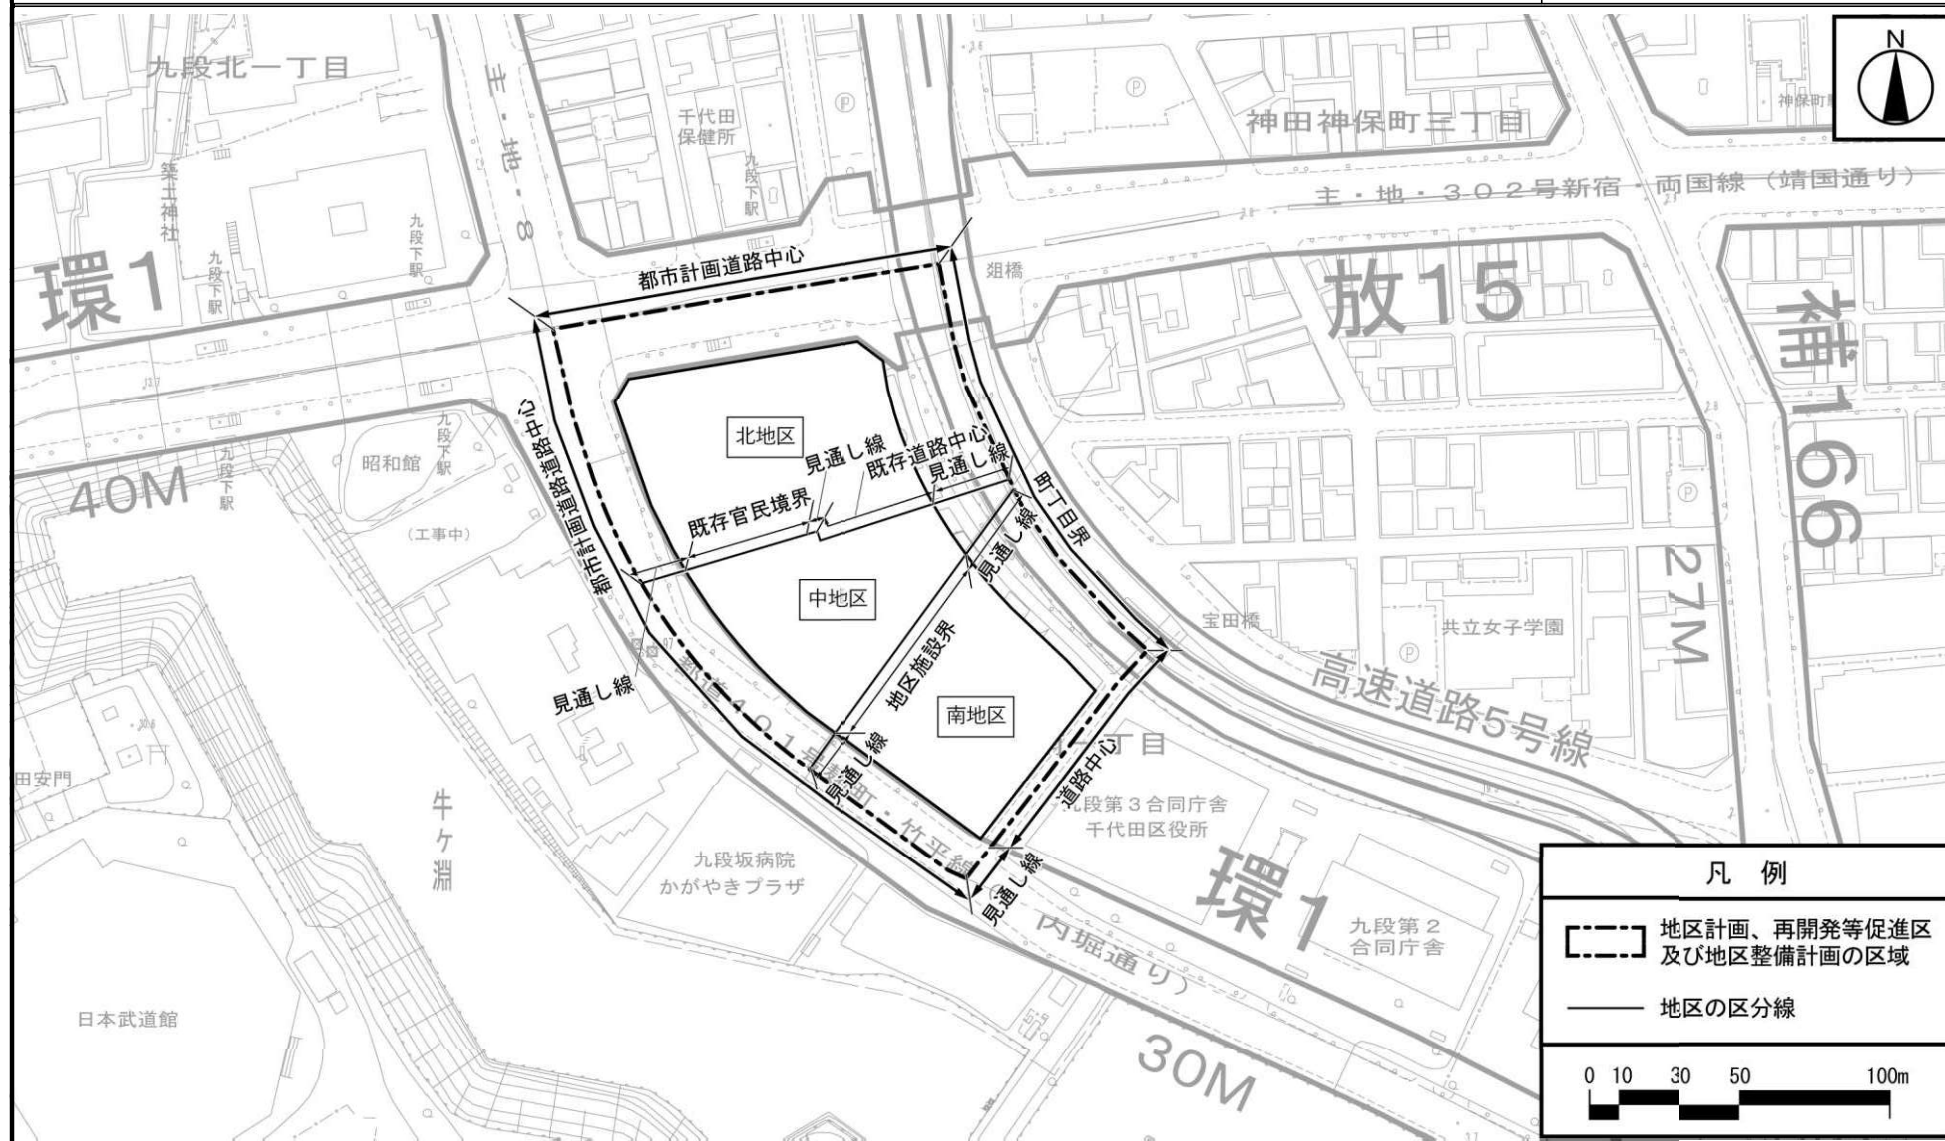 N
九段北一丁目
主・地・8
千代田
保健所
九段下駅
神田神保町三丁目
築土神社
九段下駅
九段下駅
主・地・302号新宿・両国線（靖国通り）
環1
都市計画道路中心
俎橋
放15
補166
都市計画道路中心
北地区
見通し線
既存道路中心
見通し線
町丁目界
昭和館
九段下駅
九段下駅
40M
（工事中）
既存官民境界
見通し線
27M
中地区
宝田橋
共立女子学園
地区施設界
見通し線
高速道路5号線
都道401号麹町・竹平線
南地区
一丁目
道路中心
見通し線
田安門
牛ケ淵
九段第3合同庁舎
千代田区役所
九段坂病院
かがやきプラザ
見通し線
内堀通り）
環1
九段第2
合同庁舎
日本武道館
30M
凡例
地区計画、再開発等促進区
及び地区整備計画の区域
地区の区分線
0 10 30 50 100m